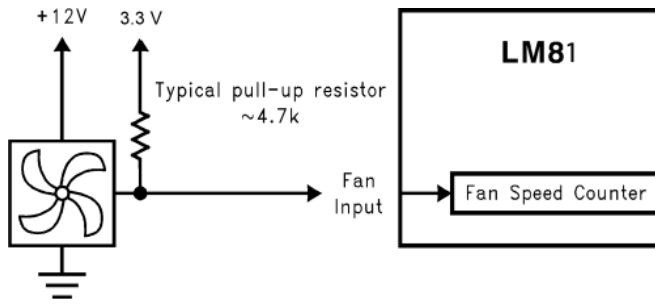 +12V
3.3 V
LM81
Typical pull-up resistor
~4.7k
Fan
Input
Fan Speed Counter